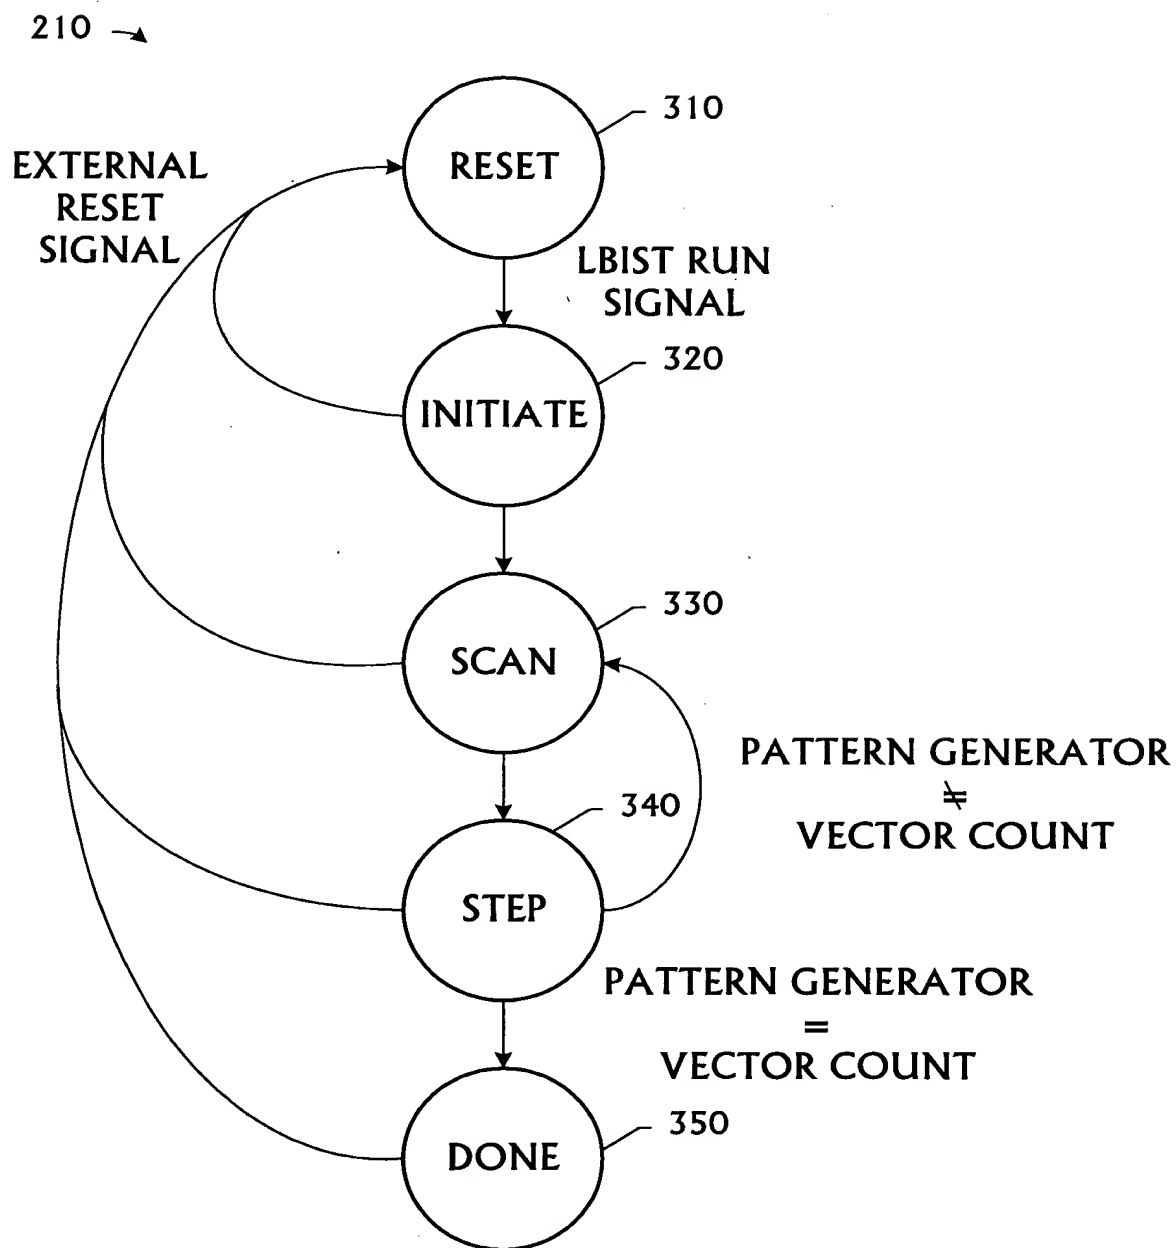 210
310
RESET
EXTERNAL
RESET
SIGNAL
LBIST RUN
SIGNAL
320
INITIATE
330
SCAN
PATTERN GENERATOR
≠
VECTOR COUNT
340
STEP
PATTERN GENERATOR
=
VECTOR COUNT
350
DONE